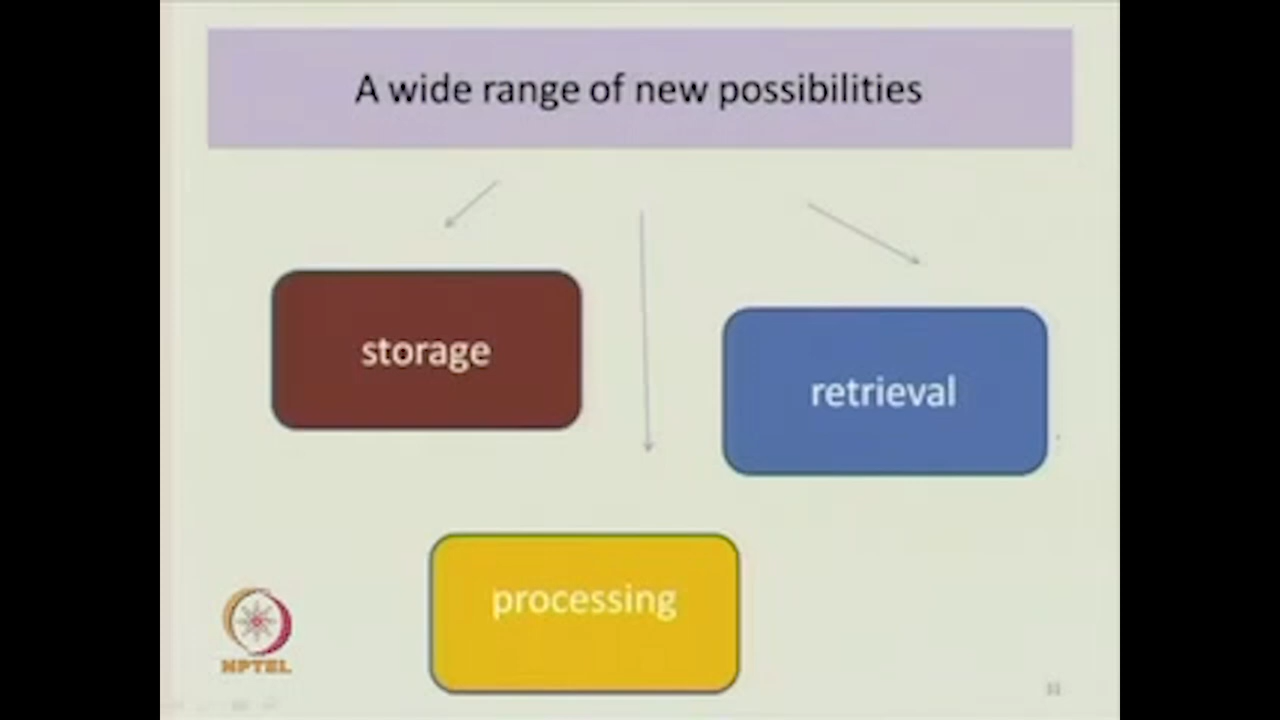 A wide range of new possibilities
storage
retrieval
processing
NPTEL